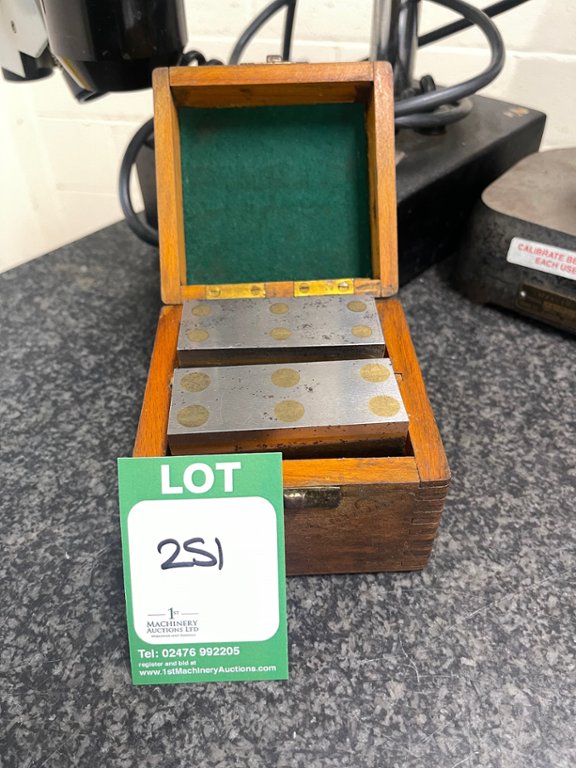 CALIBRATE BE
EACH USE
LOT
251
1ST
MACHINERY
AUCTIONS LTD
Tel: 02476 992205
register and bid at
www.1stMachineryAuctions.com